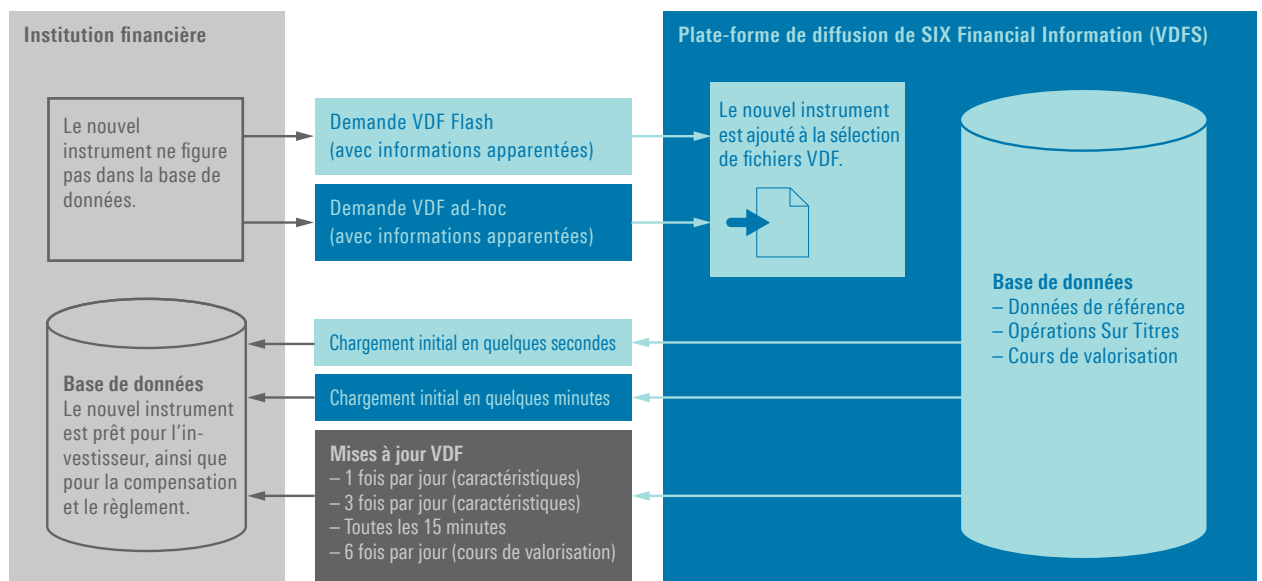 Institution financière
Plate-forme de diffusion de SIX Financial Information (VDFS)
Le nouvel
instrument ne figure
pas dans la base de
données.
Demande VDF Flash
(avec informations apparentées)
Demande VDF ad-hoc
(avec informations apparentées)
Le nouvel instrument
est ajouté à la sélection
de fichiers VDF.
Base de données
– Données de référence
– Opérations Sur Titres
– Cours de valorisation
Chargement initial en quelques secondes
Chargement initial en quelques minutes
Base de données
Le nouvel instrument
est prêt pour l'in-
vestisseur, ainsi que
pour la compensation
et le règlement.
Mises à jour VDF
– 1 fois par jour (caractéristiques)
– 3 fois par jour (caractéristiques)
– Toutes les 15 minutes
– 6 fois par jour (cours de valorisation)